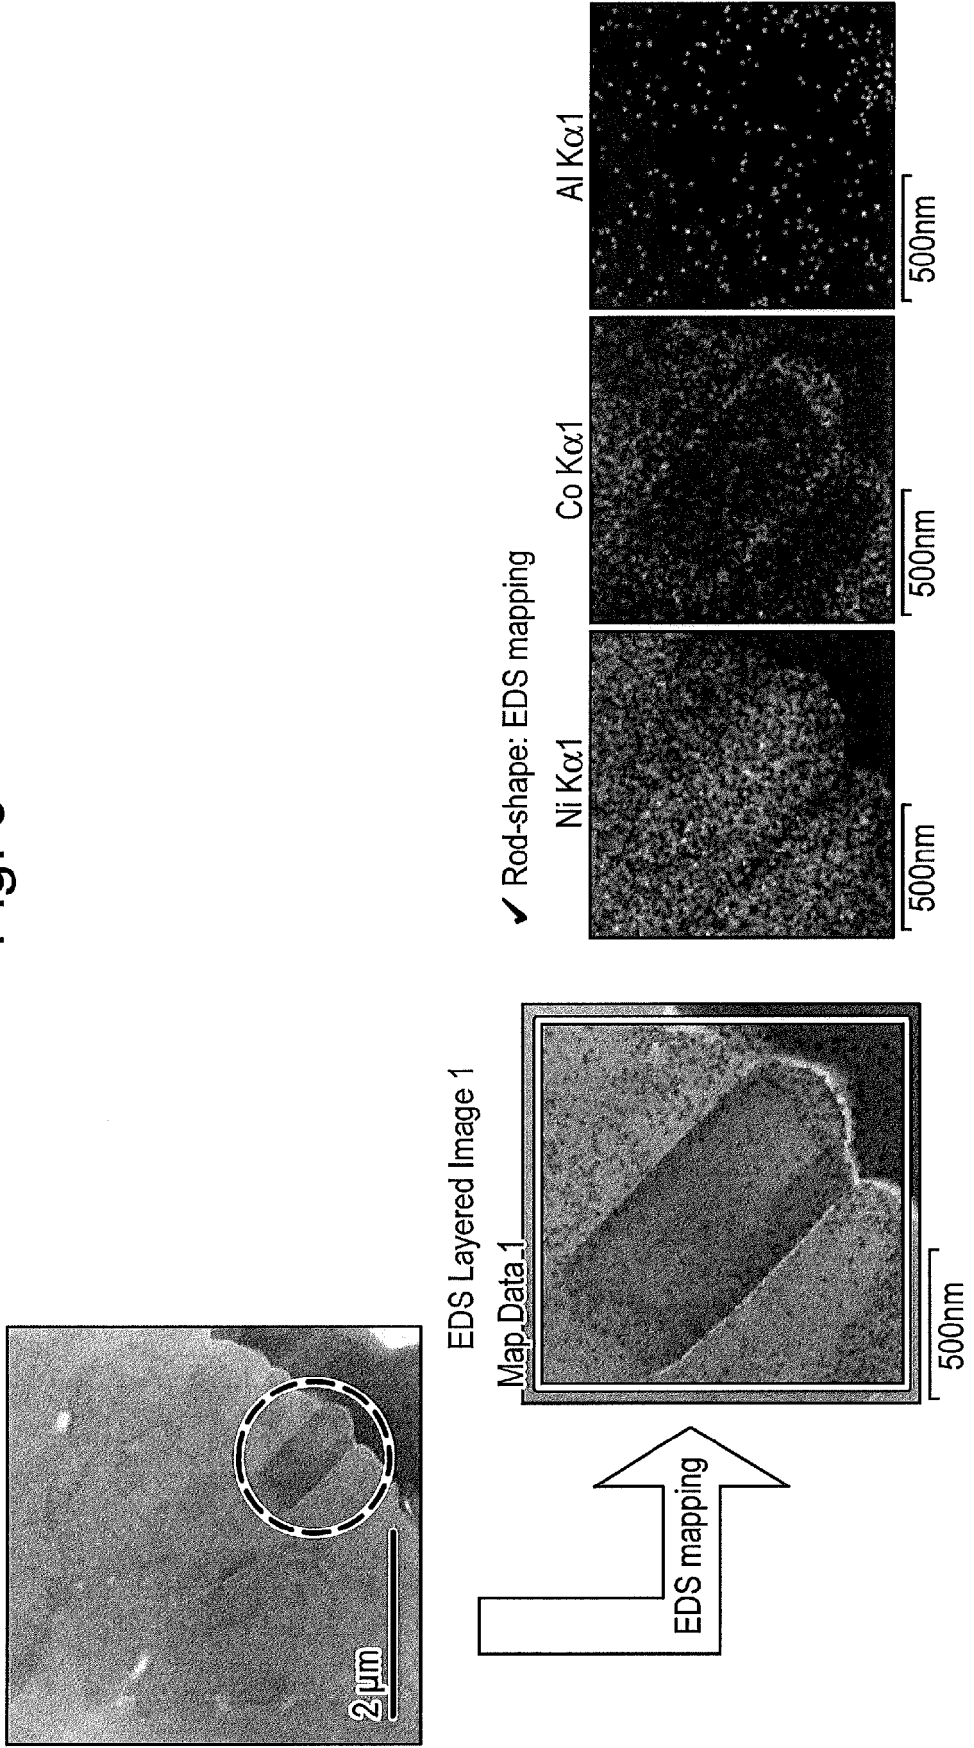 2 µm
EDS Layered Image 1
Map Data 1
✓ Rod-shape: EDS mapping
Ni Kα1
Co Kα1
Al Kα1
EDS mapping
500nm
500nm
500nm
500nm